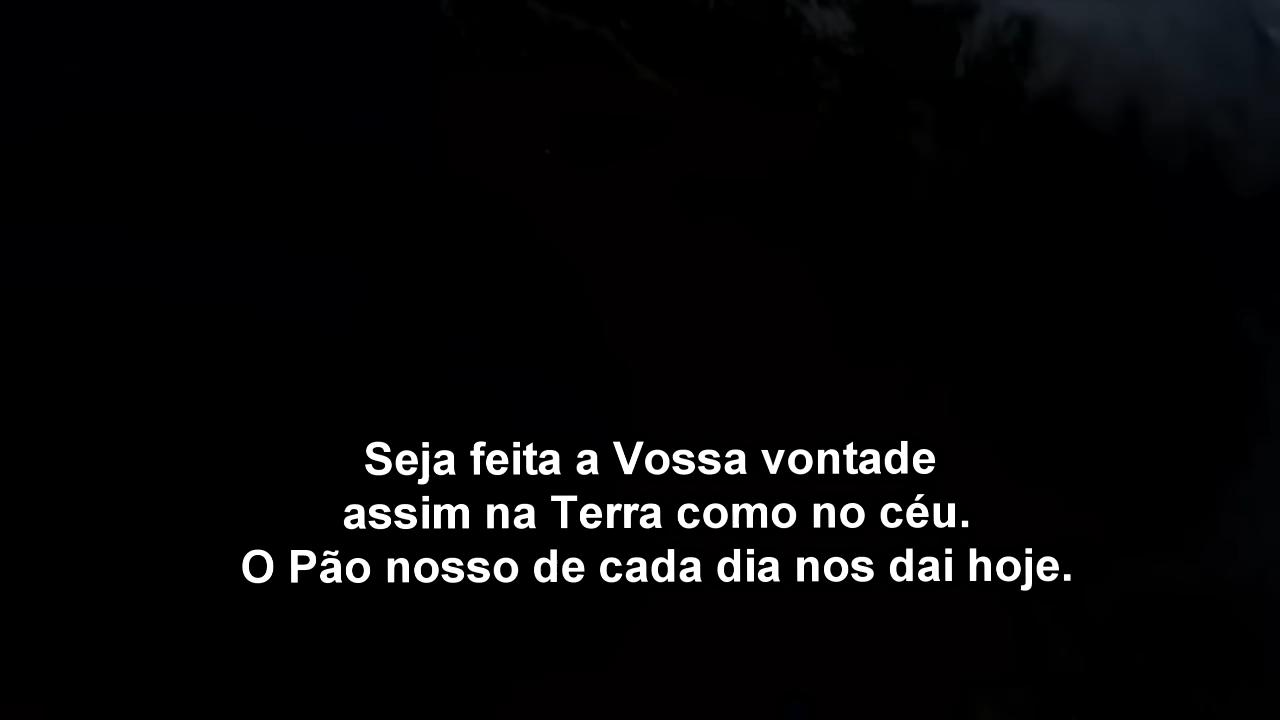 Seja feita a Vossa vontade
assim na Terra como no céu.
O Pão nosso de cada dia nos dai hoje.